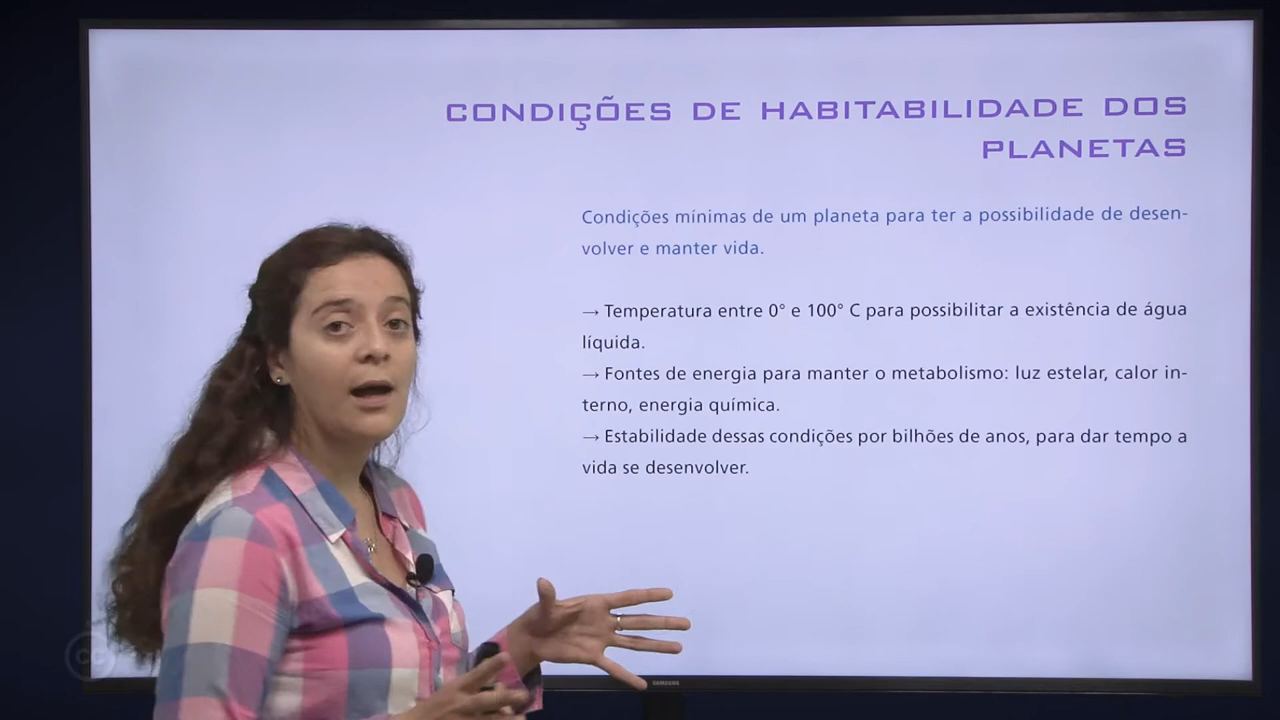 CONDIÇÕES DE HABITABILIDADE DOS
PLANETAS
Condições mínimas de um planeta para ter a possibilidade de desen-
volver e manter vida.
→ Temperatura entre 0° e 100° C para possibilitar a existência de água
líquida.
→ Fontes de energia para manter o metabolismo: luz estelar, calor in-
terno, energia química.
→ Estabilidade dessas condições por bilhões de anos, para dar tempo a
vida se desenvolver.
cc
SAMSUNG